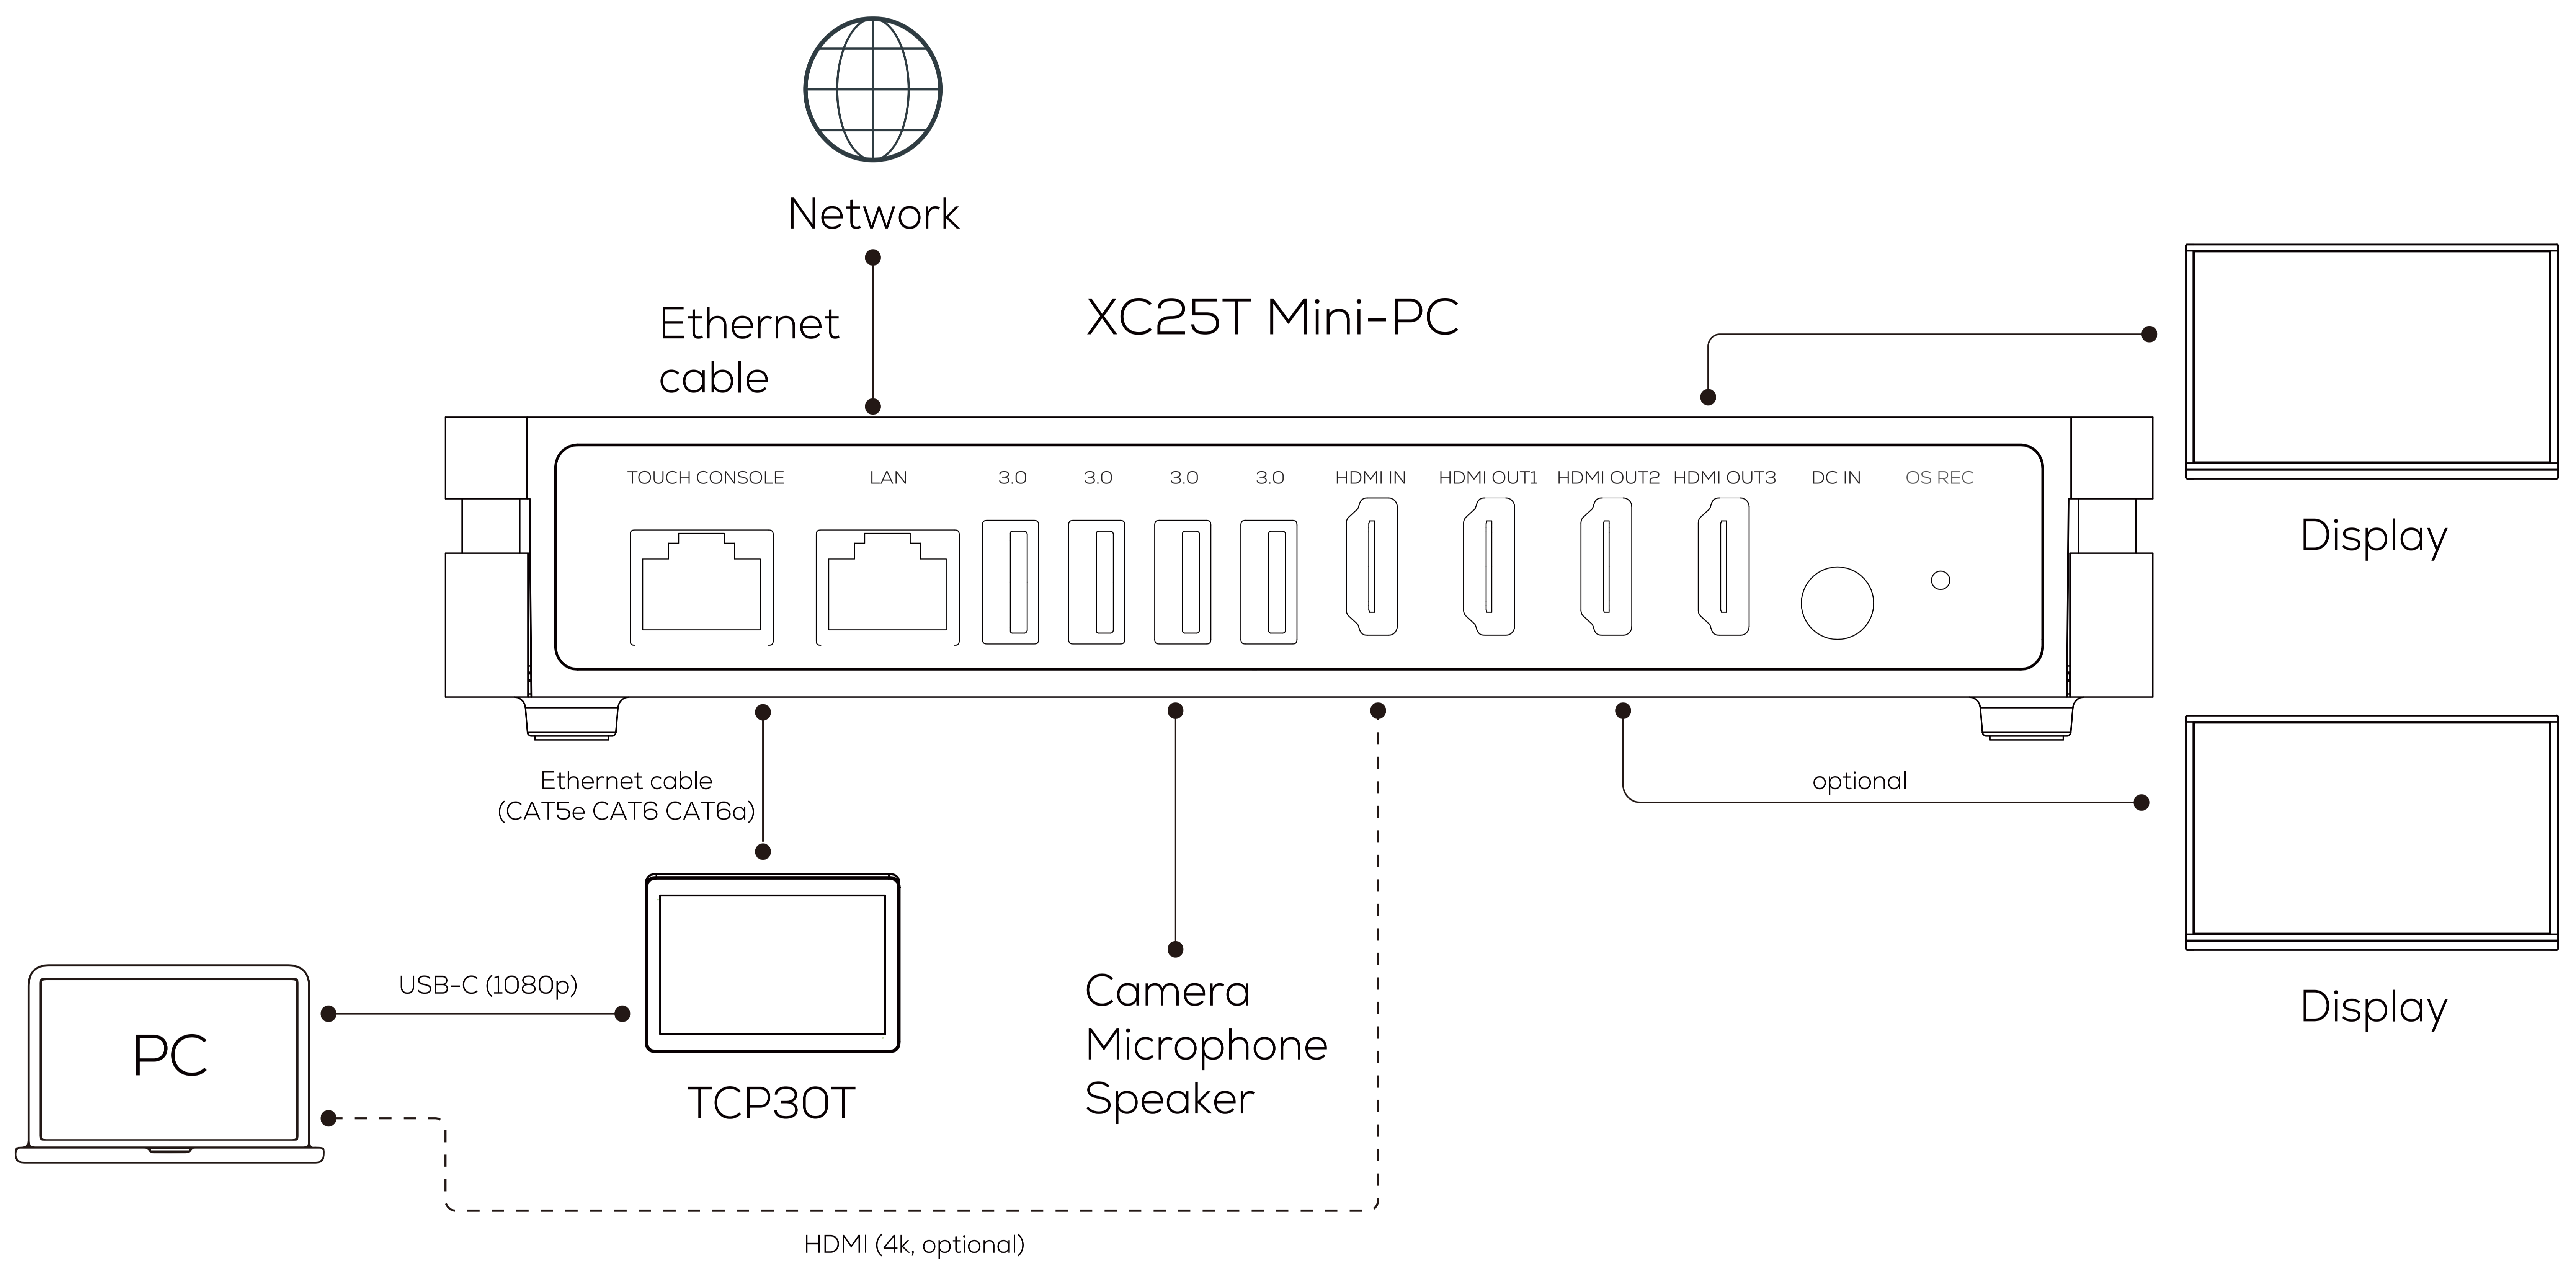 Network
Ethernet
cable
XC25T Mini-PC
TOUCH CONSOLE
LAN
3.0
3.0
3.0
3.0
HDMI IN
HDMI OUT1
HDMI OUT2
HDMI OUT3
DC IN
OS REC
Display
Ethernet cable
(CAT5e CAT6 CAT6a)
optional
USB-C (1080p)
PC
TCP30T
Camera
Microphone
Speaker
Display
HDMI (4k, optional)